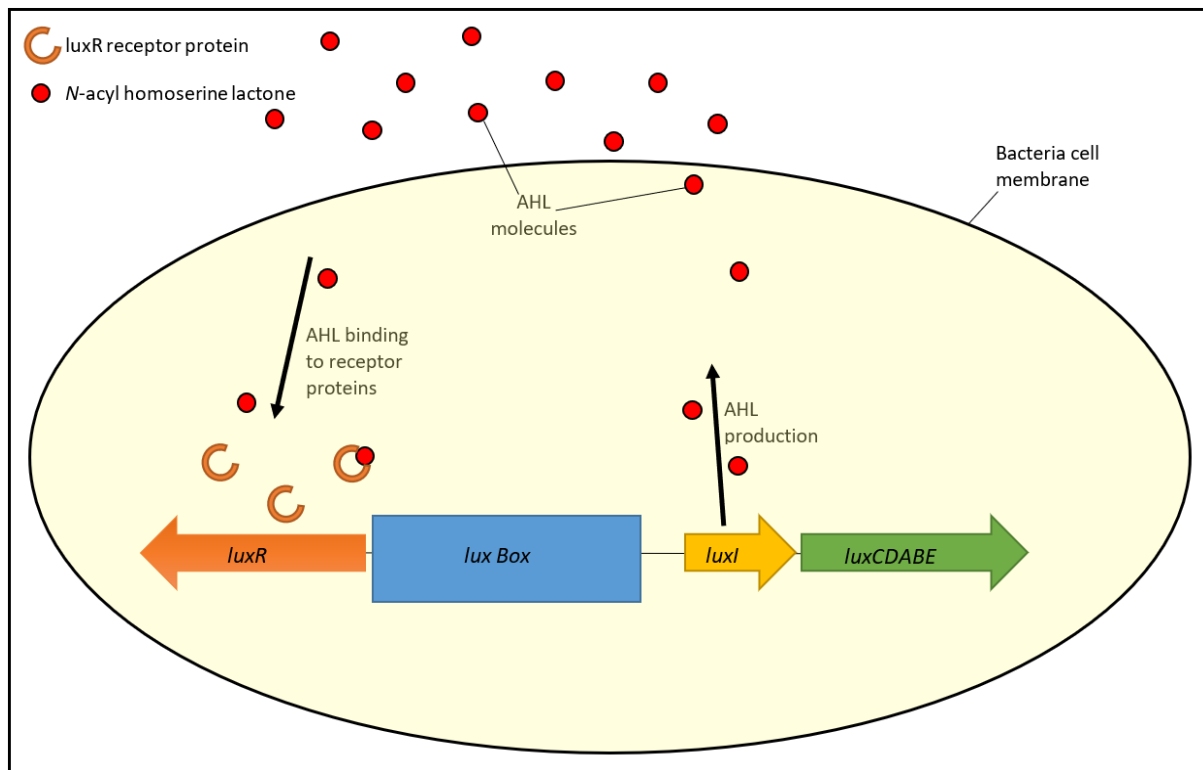 luxR receptor protein
N-acyl homoserine lactone
Bacteria cell
membrane
AHL
molecules
AHL binding
to receptor
proteins
AHL
production
luxR
lux Box
luxI
luxCDABE